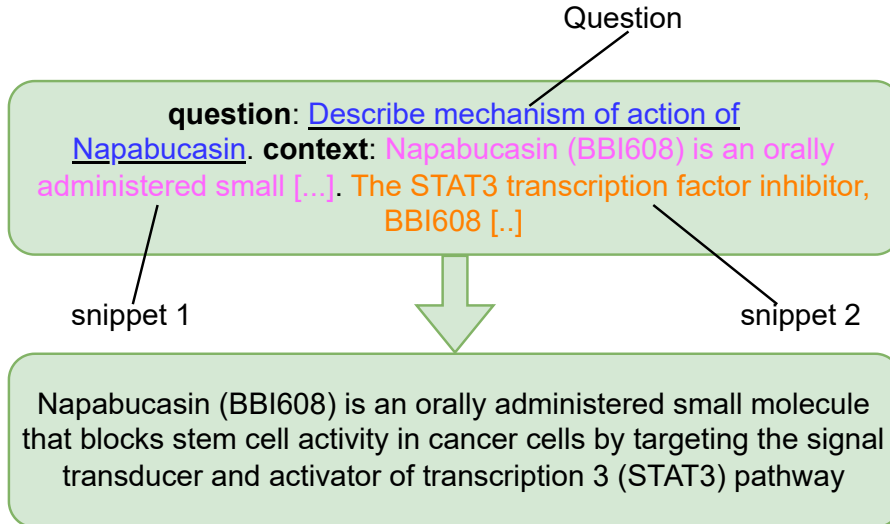 Question
question: Describe mechanism of action of
Napabucasin. context: Napabucasin (BBI608) is an orally
administered small [...]. The STAT3 transcription factor inhibitor,
BBI608 [..]
snippet 1
snippet 2
Napabucasin (BBI608) is an orally administered small molecule
that blocks stem cell activity in cancer cells by targeting the signal
transducer and activator of transcription 3 (STAT3) pathway